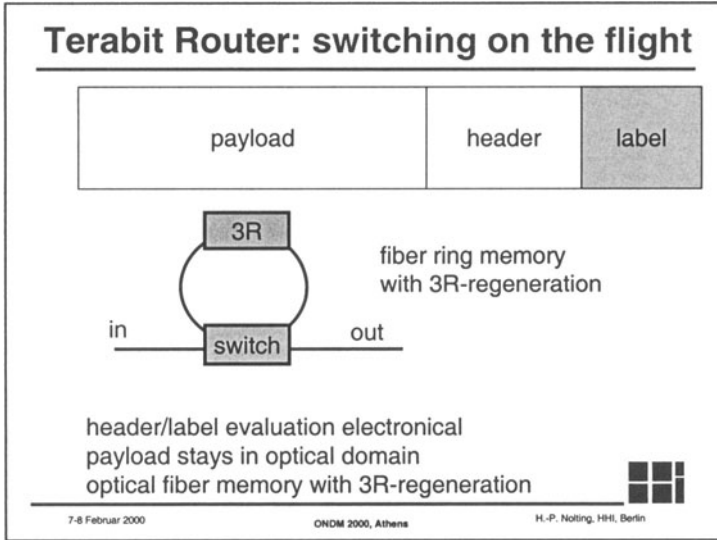 Terabit Router: switching on the flight
payload header label
3R
fiber ring memory
with 3R-regeneration
in out
switch
header/label evaluation electronical
payload stays in optical domain
optical fiber memory with 3R-regeneration
7-8 Februar 2000 ONDM 2000, Athens H.-P. Nolting, HHI, Berlin